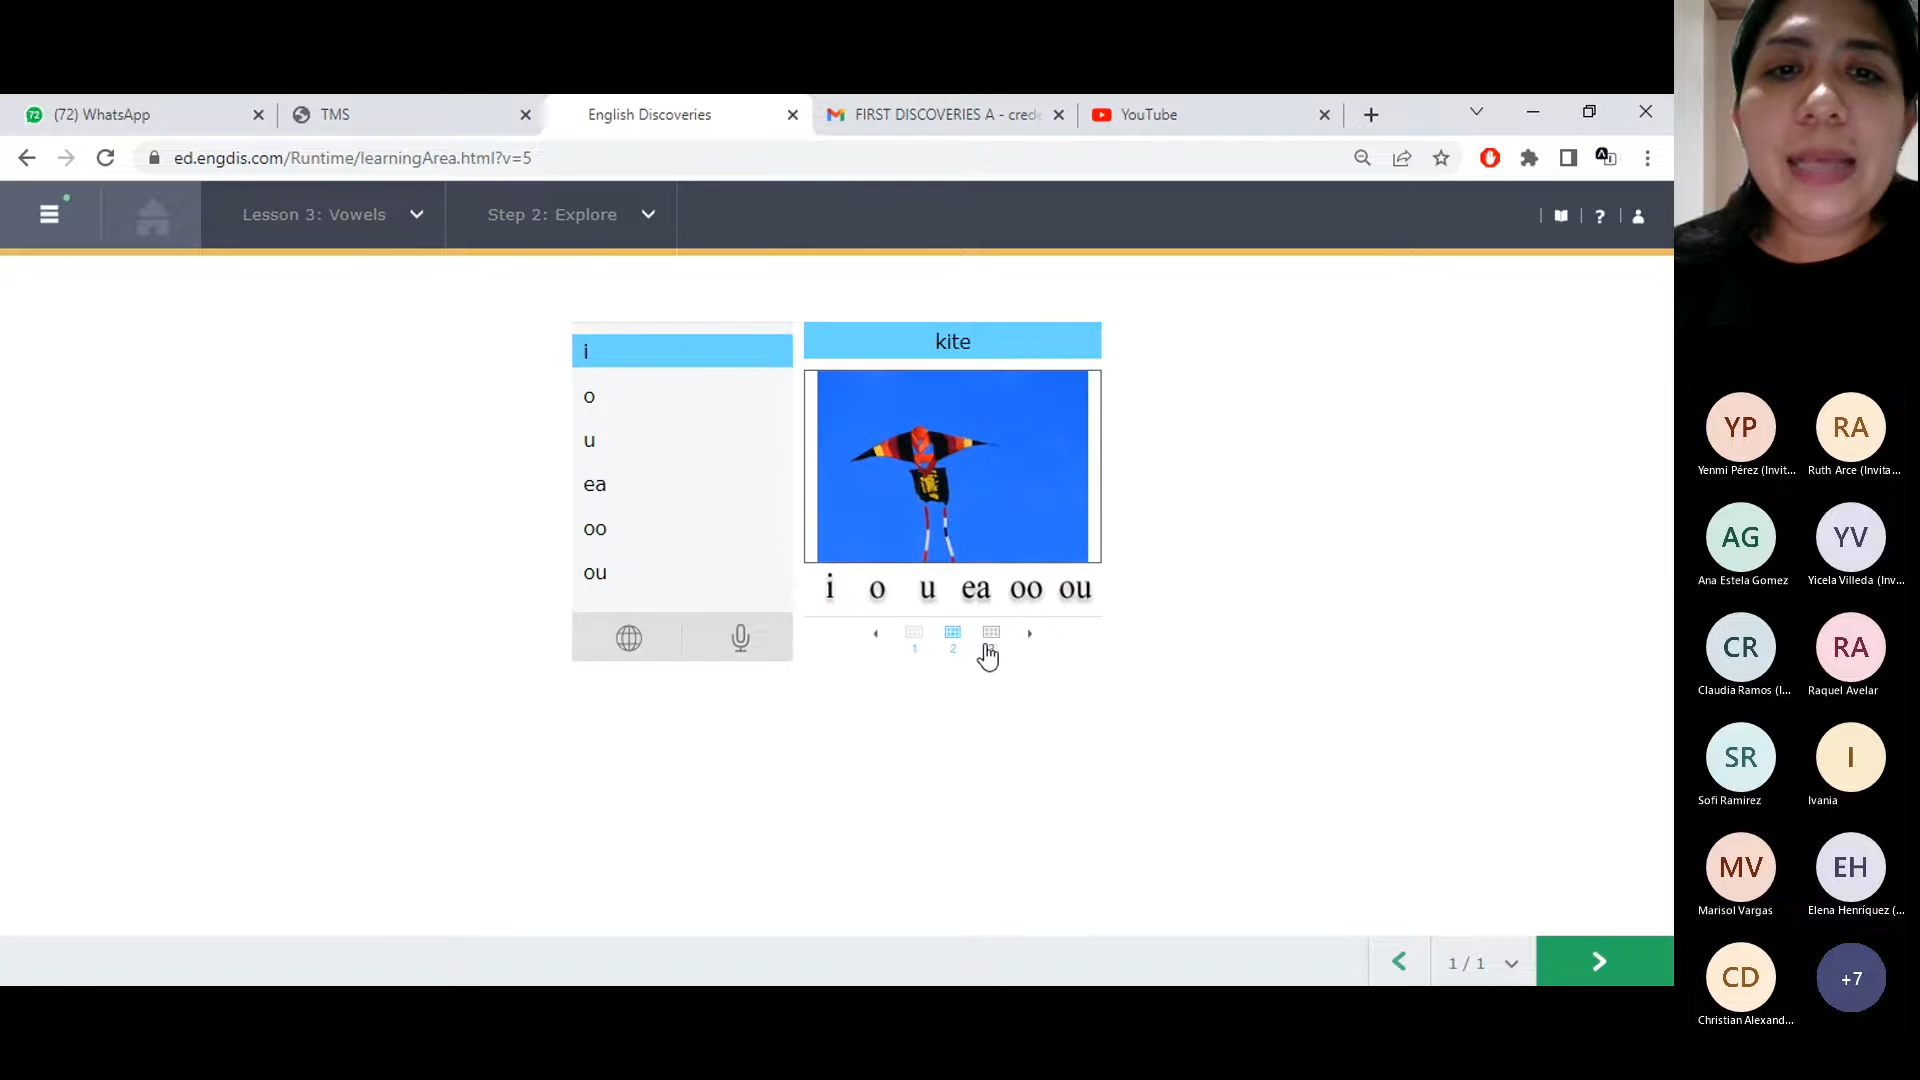 72 (72) WhatsApp
TMS
English Discoveries
FIRST DISCOVERIES A - crede
YouTube
ed.engdis.com/Runtime/learningArea.html?v=5
Lesson 3: Vowels
Step 2: Explore
?
i
o
u
ea
oo
ou
kite
i o u ea oo ou
1 2
1 / 1
YP RA
Yenmi Pérez (Invit... Ruth Arce (Invita...
AG YV
Ana Estela Gomez Yicela Villeda (Inv...
CR RA
Claudia Ramos (I... Raquel Avelar
SR I
Sofi Ramirez Ivania
MV EH
Marisol Vargas Elena Henríquez (...
CD +7
Christian Alexand...